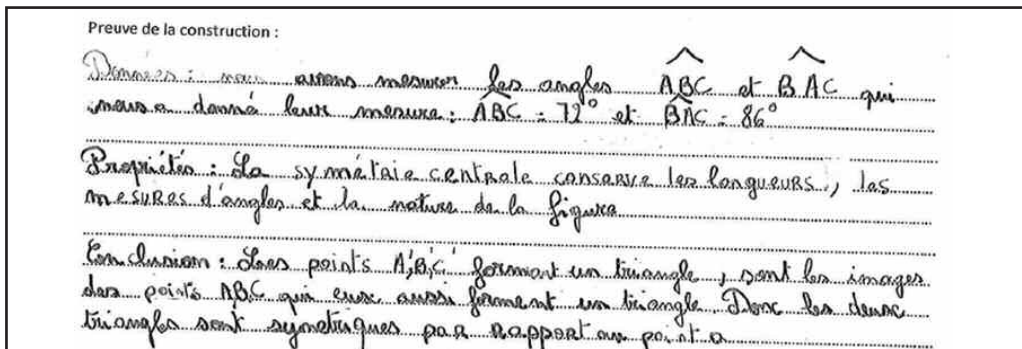 Preuve de la construction :
Données : nous avons mesurer les angles ABC et BAC qui
nous a donné leur mesure : ABC = 72° et BAC = 86°
Propriétés : La symétrie centrale conserve les longueurs, les
mesures d'angles et la nature de la figure
Conclusion : Les points A'B'C' formant un triangle, sont les images
des points ABC qui eux aussi forment un triangle Donc les deux
triangles sont symetriques par rapport au point o